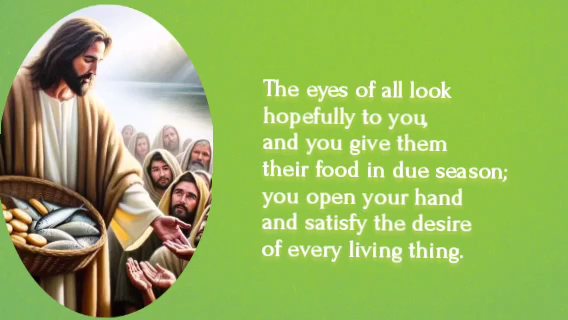 The eyes of all look
hopefully to you,
and you give them
their food in due season;
you open your hand
and satisfy the desire
of every living thing.